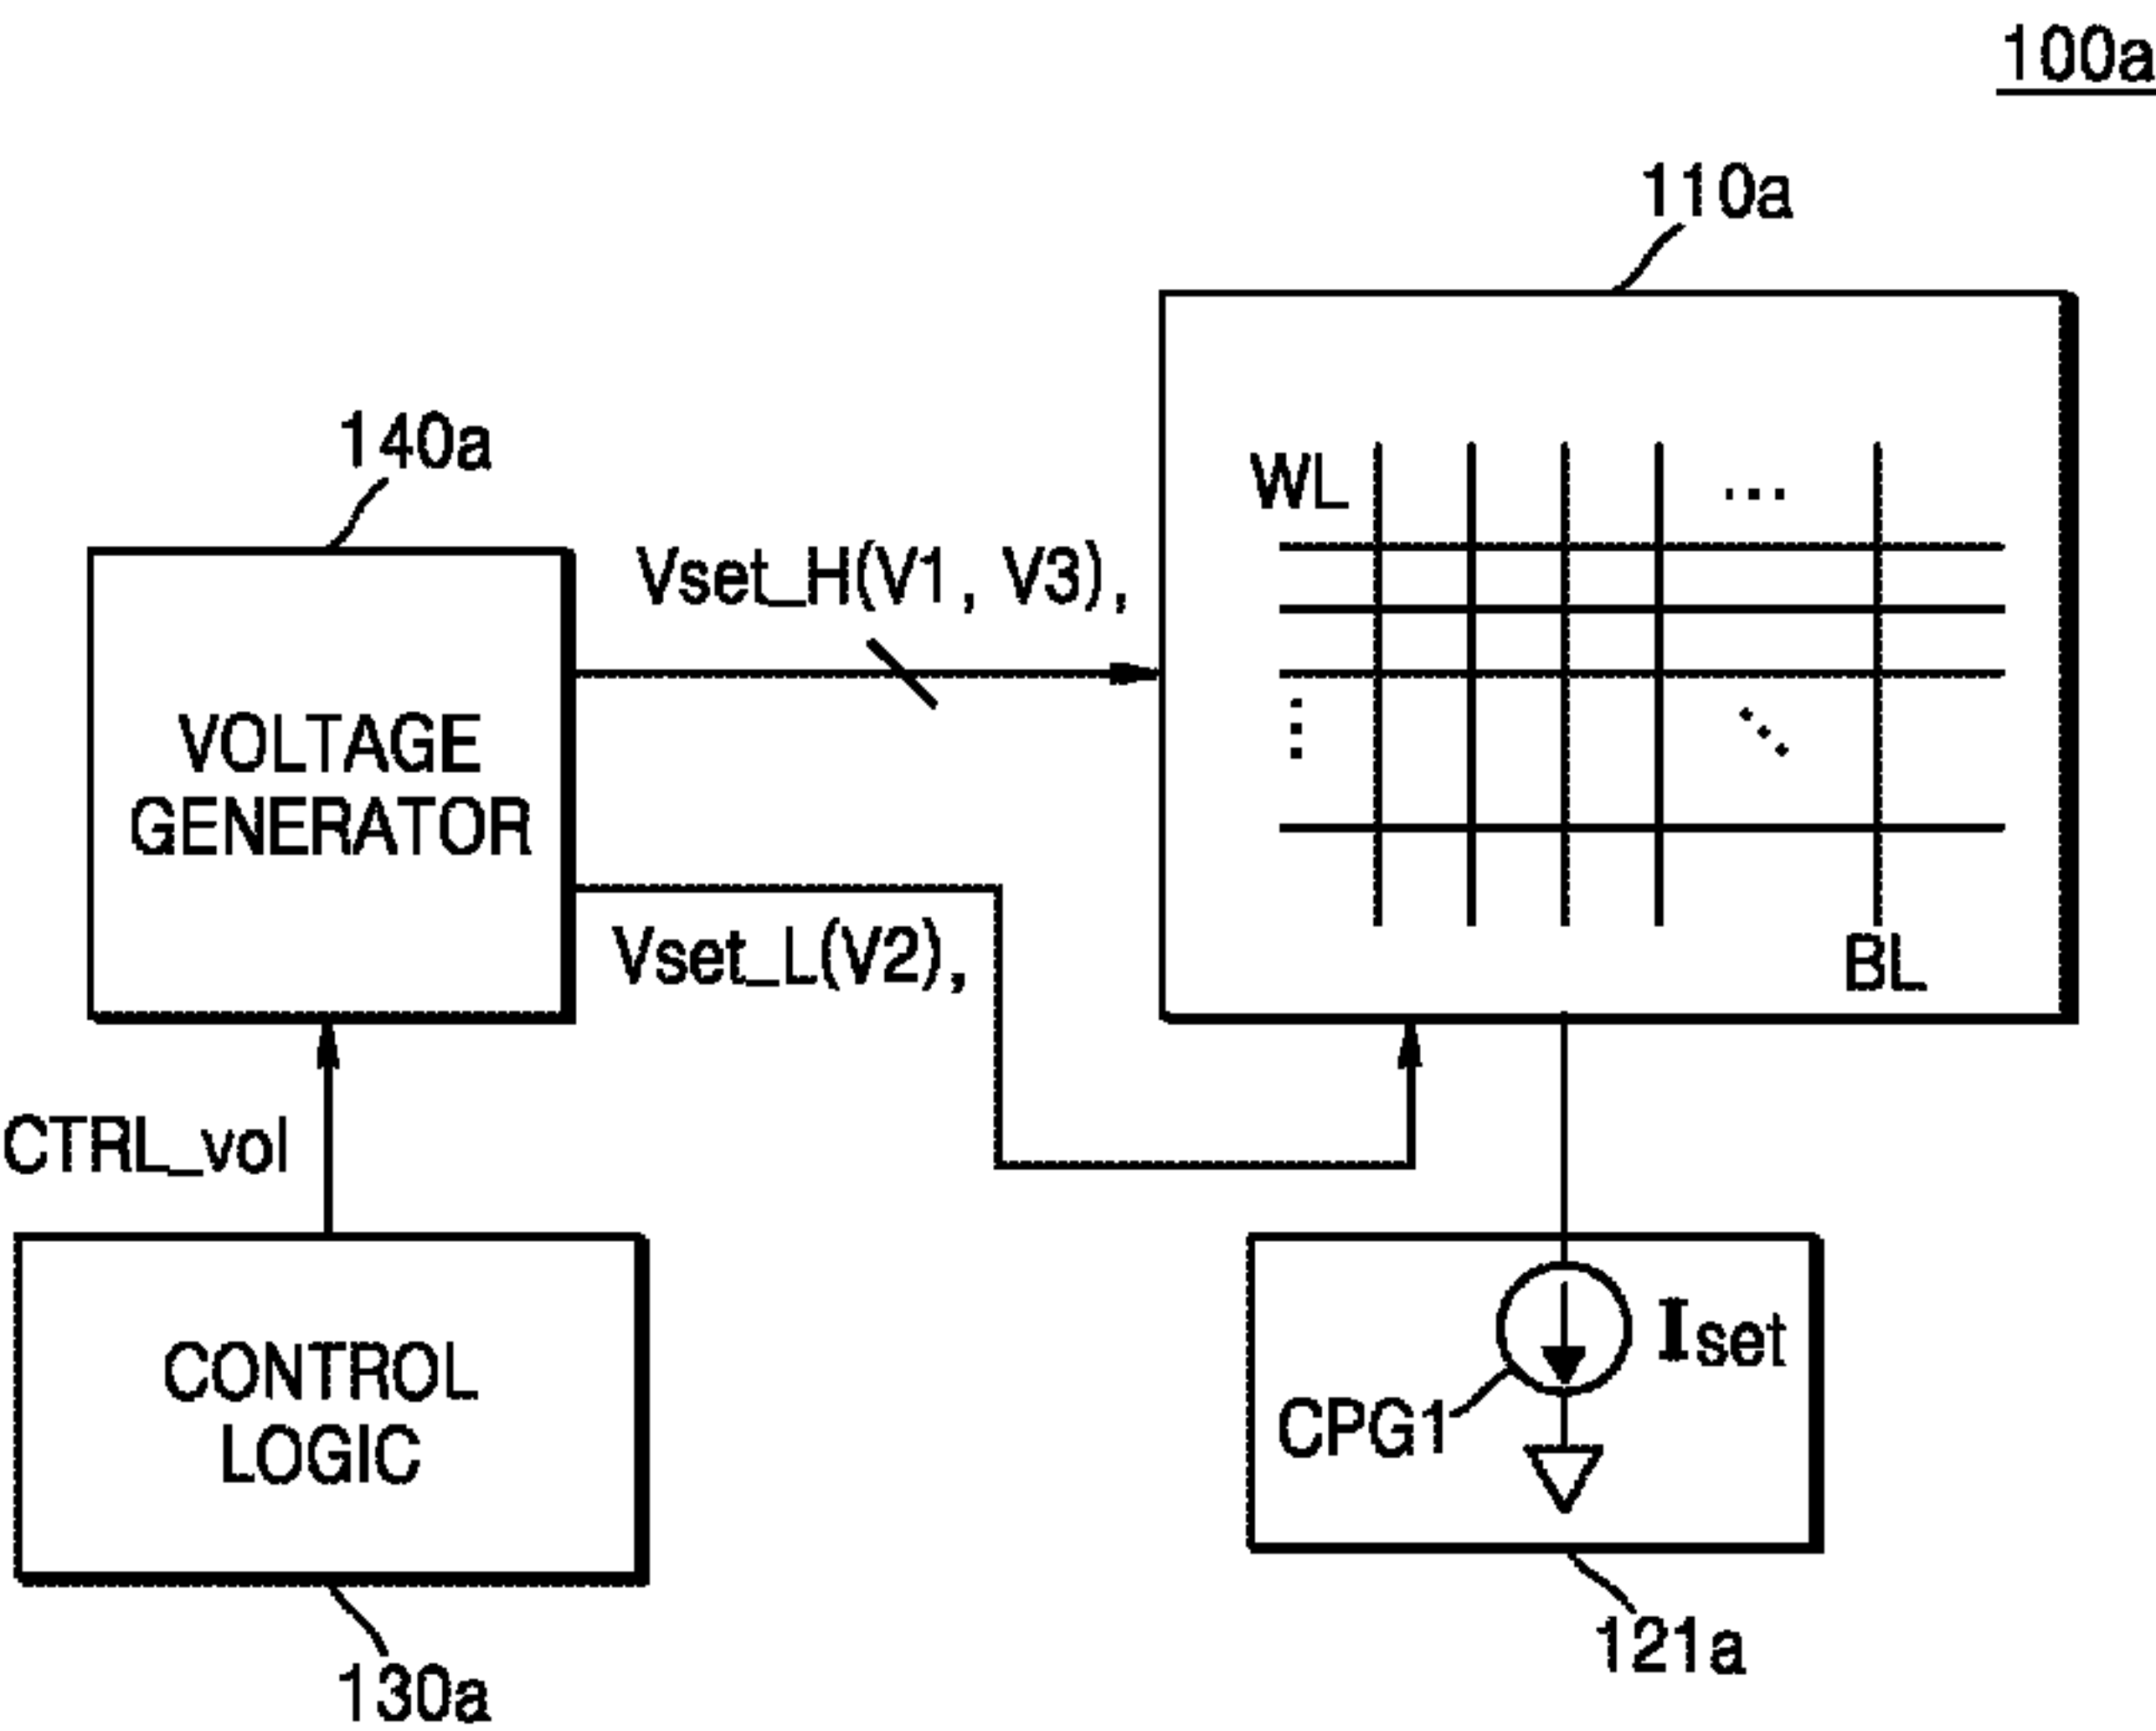 100a
110a
140a
WL
...
Vset_H(V1, V3),
VOLTAGE
GENERATOR
Vset_L(V2),
BL
CTRL_vol
Iset
CONTROL
LOGIC
CPG1
121a
130a